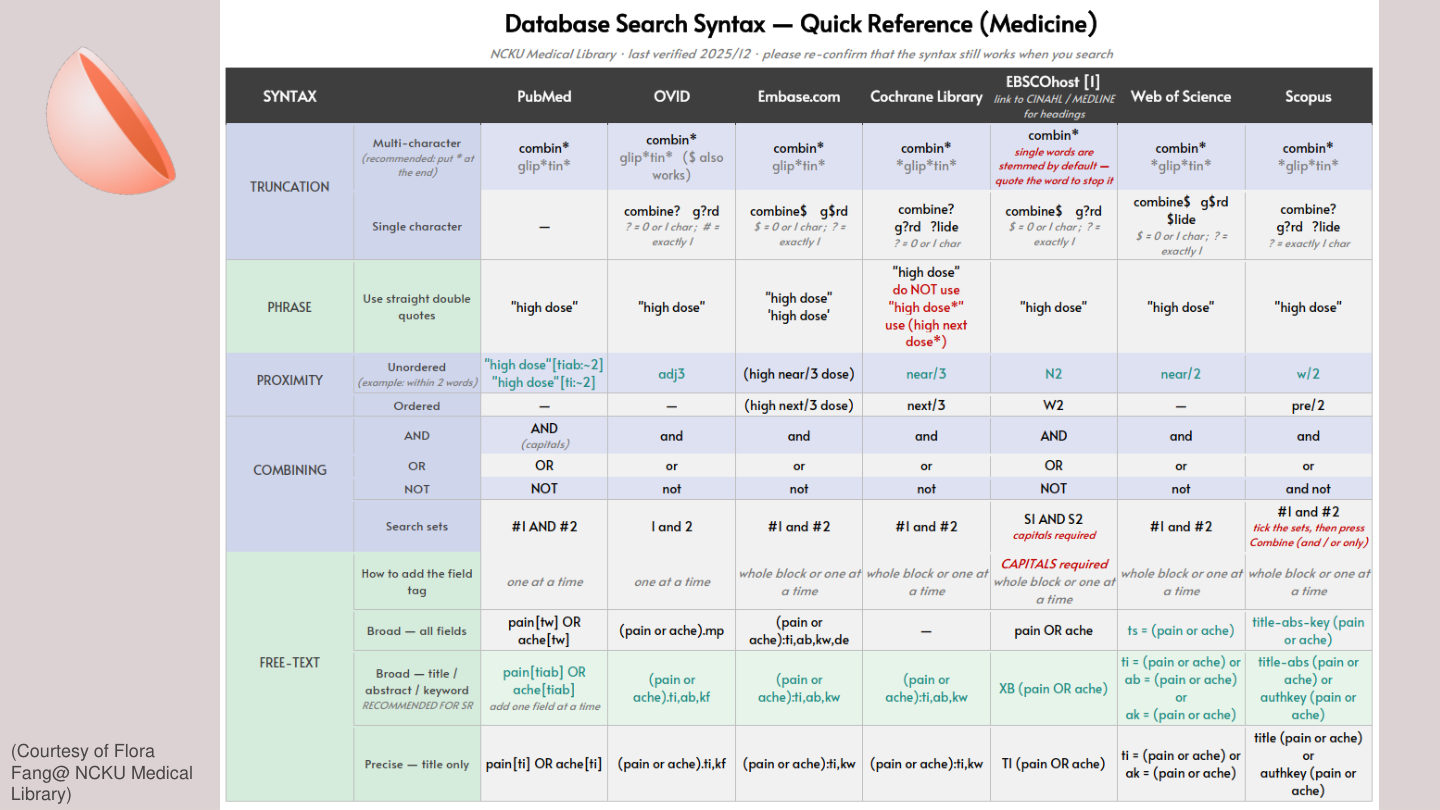 Database Search Syntax — Quick Reference (Medicine)
NCKU Medical Library · last verified 2025/12 · please re-confirm that the syntax still works when you search
SYNTAX
PubMed
OVID
Embase.com
Cochrane Library
EBSCOhost [1]
link to CINAHL / MEDLINE
for headings
Web of Science
Scopus
TRUNCATION
Multi-character
(recommended: put * at
the end)
combin*
glip*tin*
combin*
glip*tin* ($ also
works)
combin*
glip*tin*
combin*
*glip*tin*
combin*
single words are
stemmed by default —
quote the word to stop it
combin*
*glip*tin*
combin*
*glip*tin*
Single character
—
combine? g?rd
? = 0 or 1 char; # =
exactly 1
combine$ g$rd
$ = 0 or 1 char; ? =
exactly 1
combine?
g?rd ?lide
? = 0 or 1 char
combine$ g?rd
$ = 0 or 1 char; ? =
exactly 1
combine$ g$rd
$lide
$ = 0 or 1 char; ? =
exactly 1
combine?
g?rd ?lide
? = exactly 1 char
PHRASE
Use straight double
quotes
"high dose"
"high dose"
"high dose"
'high dose'
"high dose"
do NOT use
"high dose*"
use (high next
dose*)
"high dose"
"high dose"
"high dose"
PROXIMITY
Unordered
(example: within 2 words)
"high dose"[tiab:~2]
"high dose"[ti:~2]
adj3
(high near/3 dose)
near/3
N2
near/2
w/2
Ordered
—
—
(high next/3 dose)
next/3
W2
—
pre/2
COMBINING
AND
AND
(capitals)
and
and
and
AND
and
and
OR
OR
or
or
or
OR
or
or
NOT
NOT
not
not
not
NOT
not
and not
Search sets
#1 AND #2
1 and 2
#1 and #2
#1 and #2
S1 AND S2
capitals required
#1 and #2
#1 and #2
tick the sets, then press
Combine (and / or only)
FREE-TEXT
How to add the field
tag
one at a time
one at a time
whole block or one at
a time
whole block or one at
a time
CAPITALS required
whole block or one at
a time
whole block or one at
a time
whole block or one at
a time
Broad — all fields
pain[tw] OR
ache[tw]
(pain or ache).mp
(pain or
ache):ti,ab,kw,de
—
pain OR ache
ts = (pain or ache)
title-abs-key (pain
or ache)
Broad — title /
abstract / keyword
RECOMMENDED FOR SR
pain[tiab] OR
ache[tiab]
add one field at a time
(pain or
ache).ti,ab,kf
(pain or
ache):ti,ab,kw
(pain or
ache):ti,ab,kw
XB (pain OR ache)
ti = (pain or ache) or
ab = (pain or ache)
or
ak = (pain or ache)
title-abs (pain or
ache) or
authkey (pain or
ache)
Precise — title only
pain[ti] OR ache[ti]
(pain or ache).ti,kf
(pain or ache):ti,kw
(pain or ache):ti,kw
TI (pain OR ache)
ti = (pain or ache) or
ak = (pain or ache)
title (pain or ache)
or
authkey (pain or
ache)
(Courtesy of Flora
Fang@ NCKU Medical
Library)